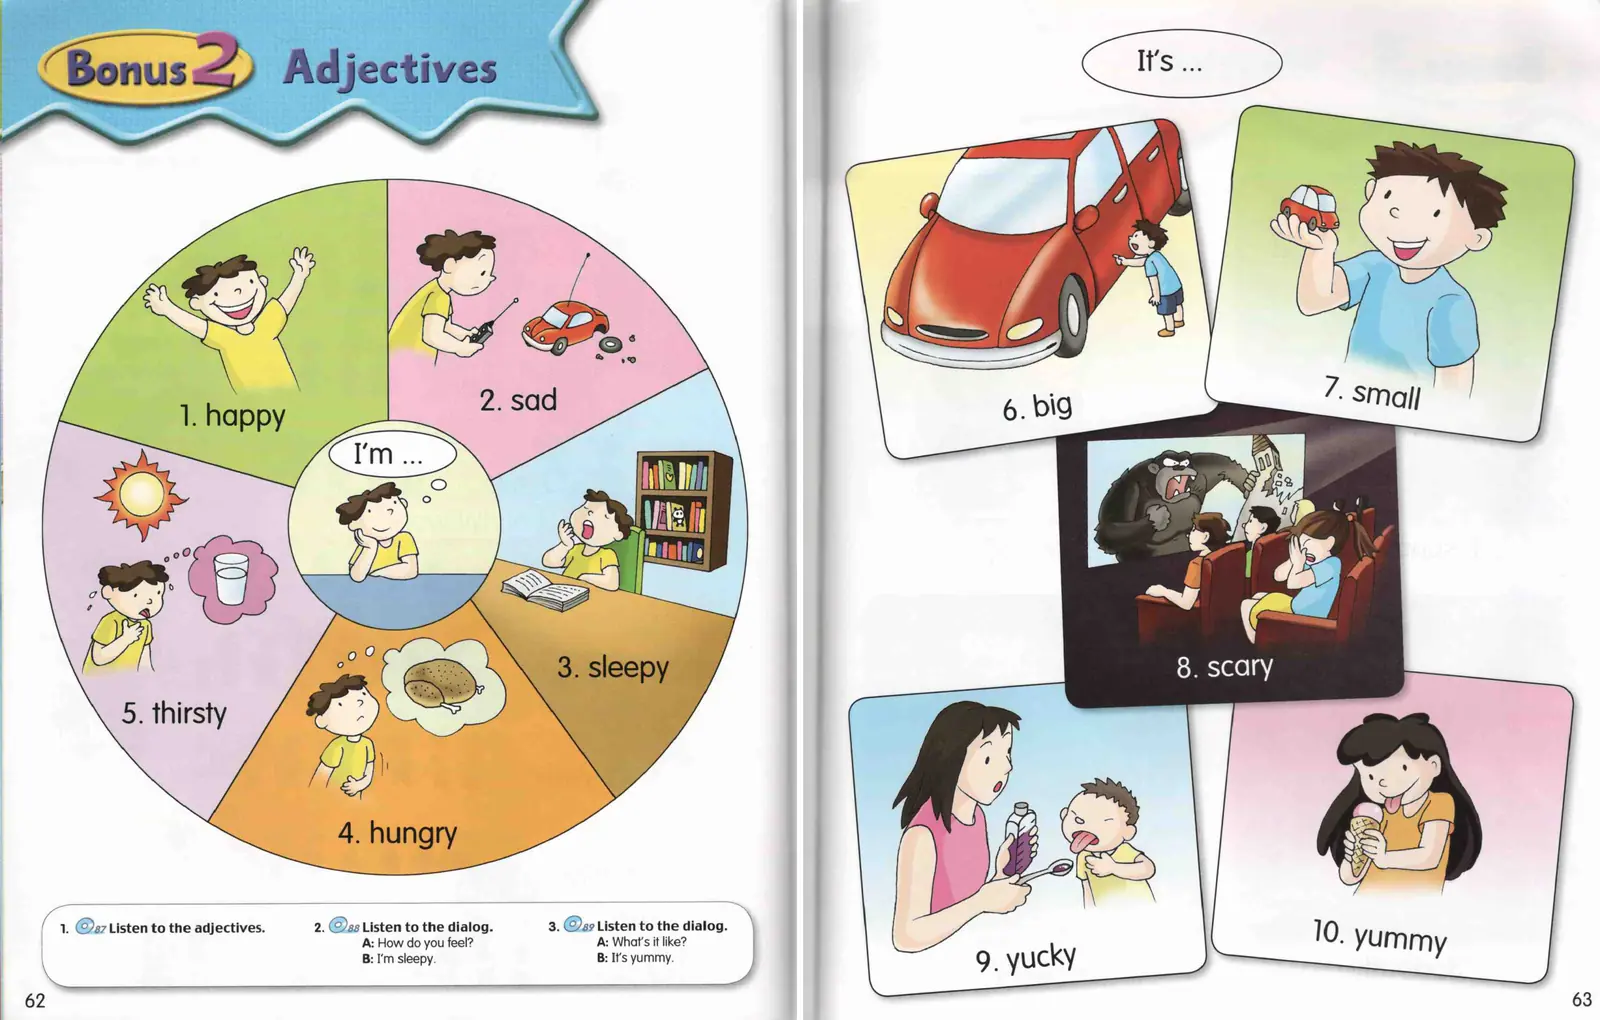 Bonus 2 Adjectives
1. happy
2. sad
I'm ...
3. sleepy
4. hungry
5. thirsty
1. 87 Listen to the adjectives.
2. 88 Listen to the dialog.
A: How do you feel?
B: I'm sleepy.
3. 89 Listen to the dialog.
A: What's it like?
B: It's yummy.
62
It's ...
6. big
7. small
8. scary
9. yucky
10. yummy
63